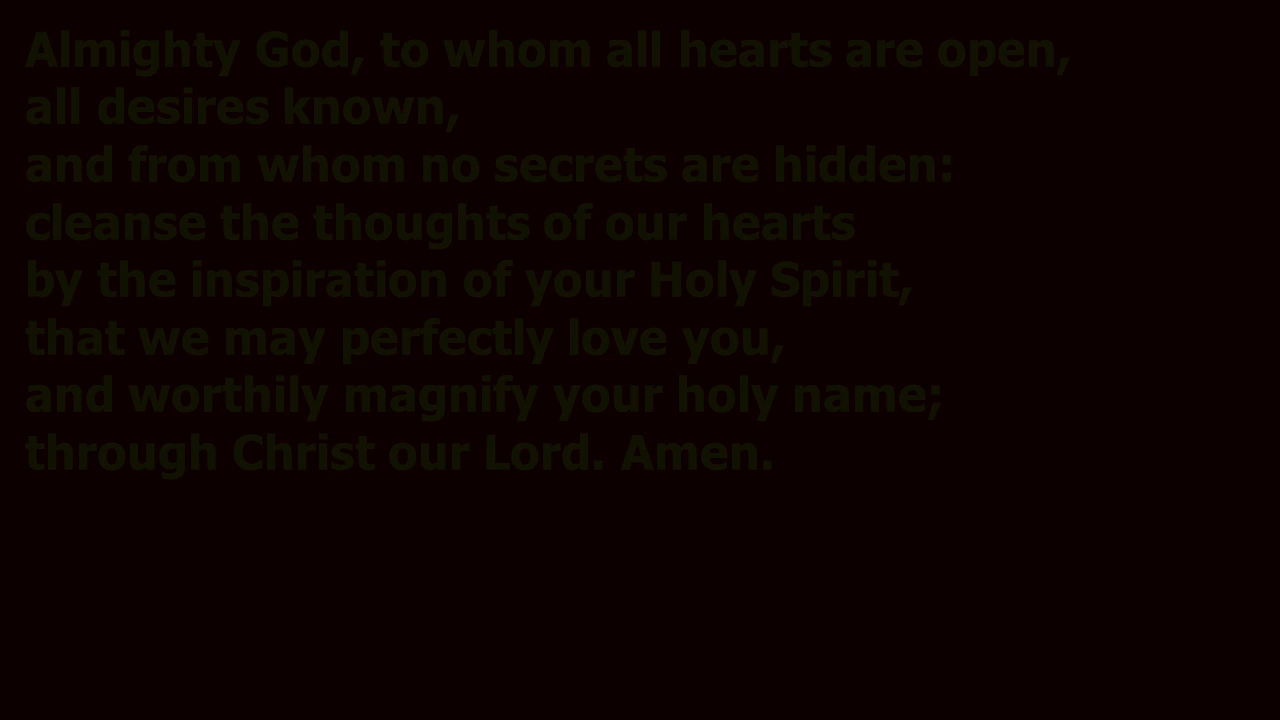 Almighty God, to whom all hearts are open,
all desires known,
and from whom no secrets are hidden:
cleanse the thoughts of our hearts
by the inspiration of your Holy Spirit,
that we may perfectly love you,
and worthily magnify your holy name;
through Christ our Lord. Amen.